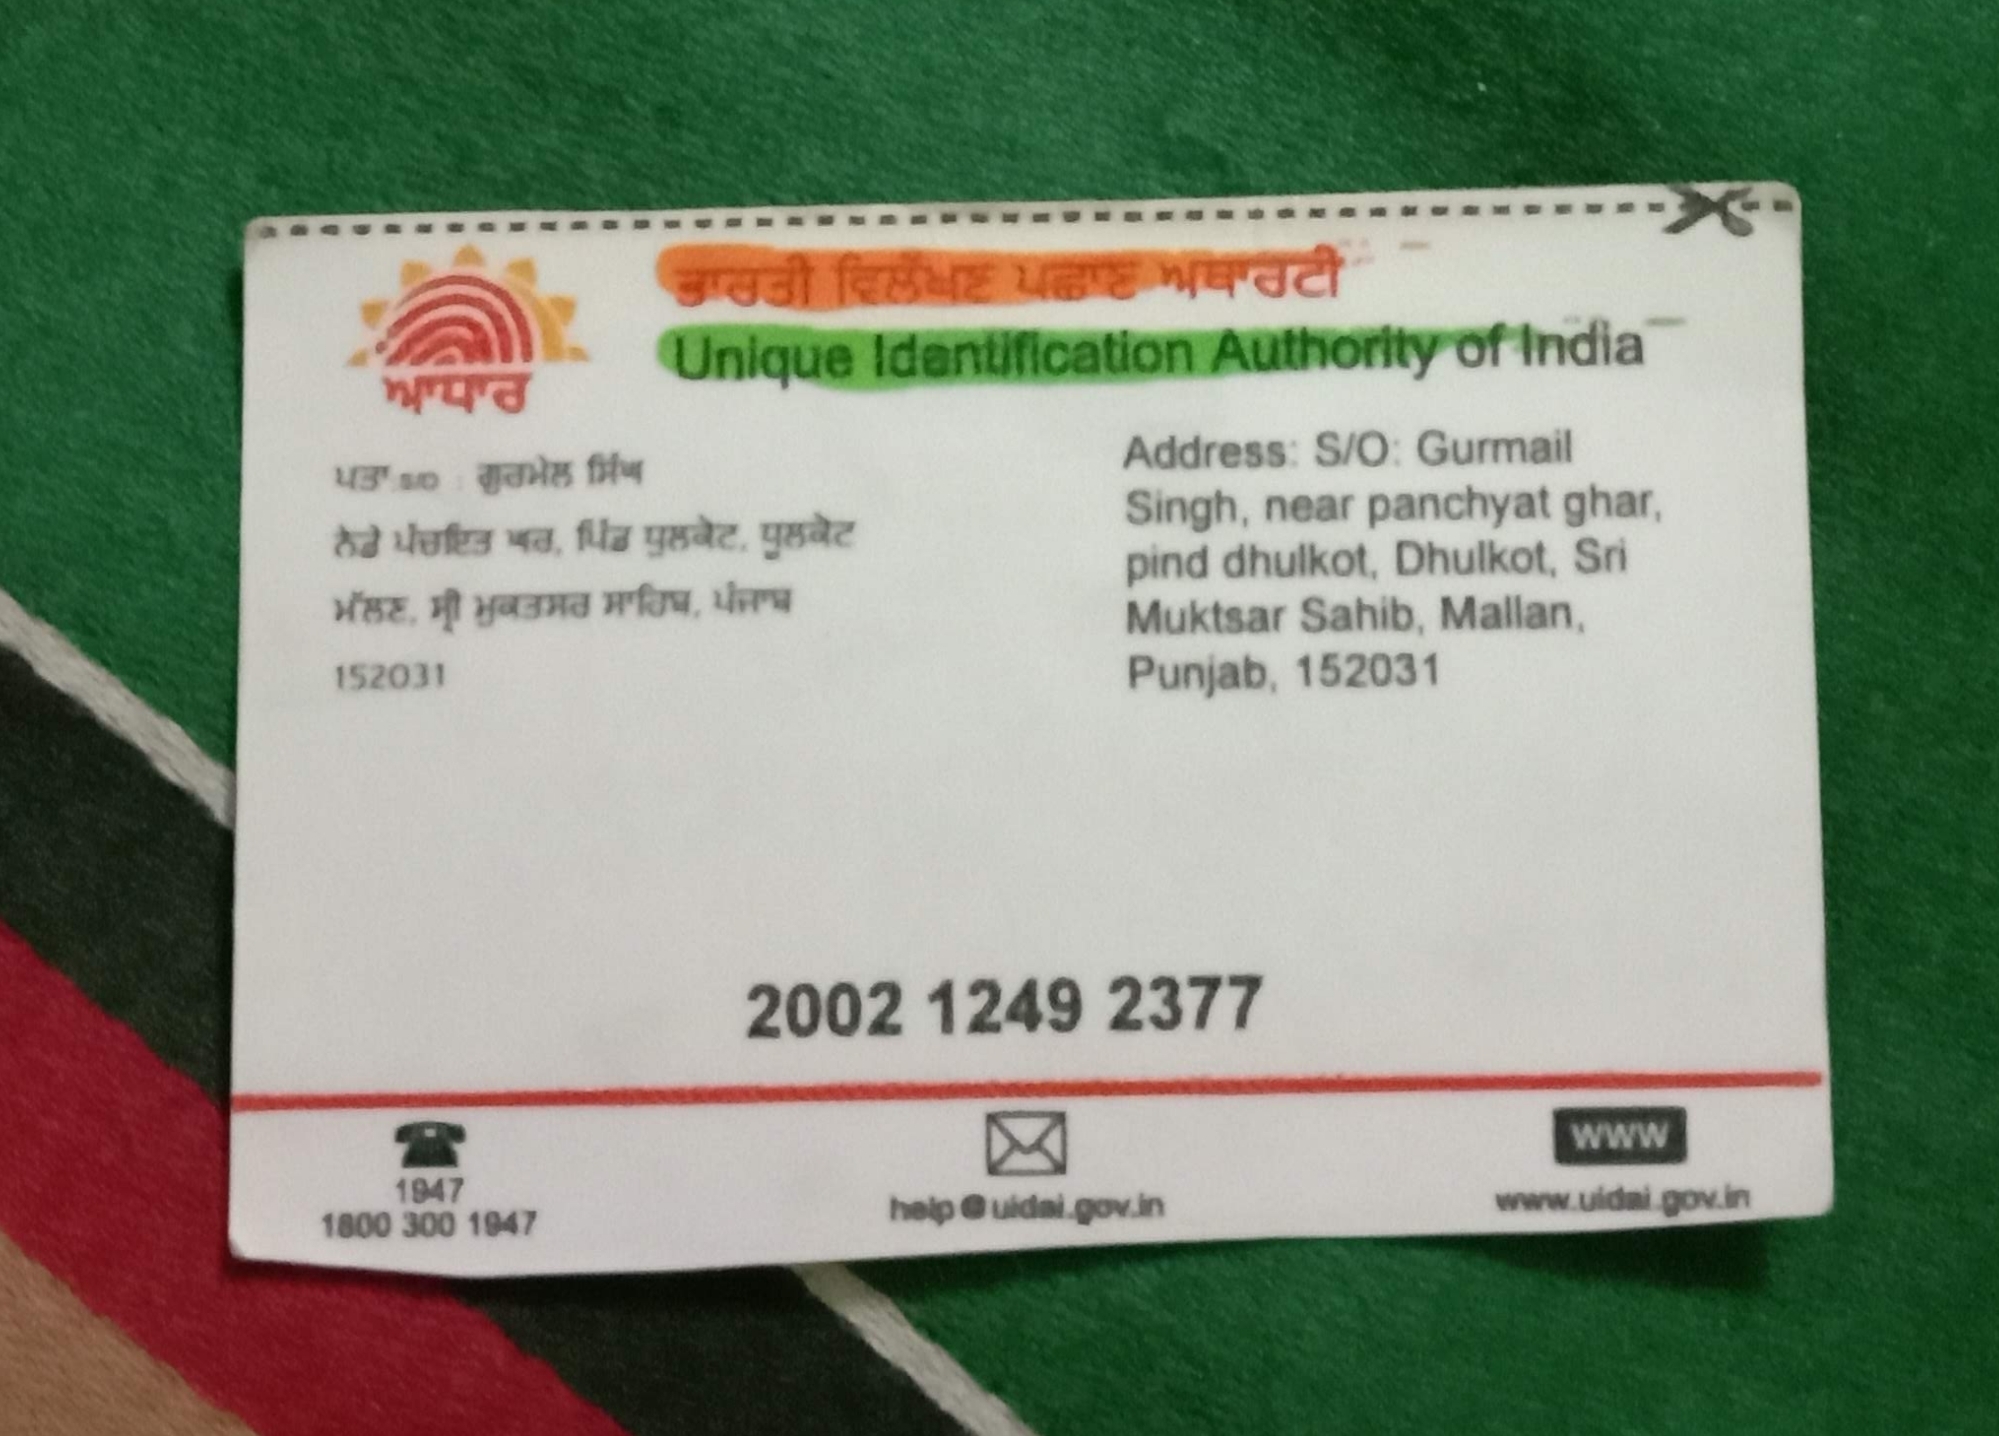 ਭਾਰਤੀ ਵਿਲੱਖਣ ਪਛਾਣ ਅਥਾਰਟੀ
Unique Identification Authority of India
ਆਧਾਰ
ਪਤਾ S/O : ਗੁਰਮੇਲ ਸਿੰਘ
ਨੇੜੇ ਪੰਚਇਤ ਘਰ, ਪਿੰਡ ਧੁਲਕੋਟ, ਧੂਲਕੋਟ
ਮੱਲਣ, ਸ੍ਰੀ ਮੁਕਤਸਰ ਸਾਹਿਬ, ਪੰਜਾਬ
152031
Address: S/O: Gurmail
Singh, near panchyat ghar,
pind dhulkot, Dhulkot, Sri
Muktsar Sahib, Mallan,
Punjab, 152031
2002 1249 2377
1947
1800 300 1947
help@uidai.gov.in
WWW
www.uidai.gov.in